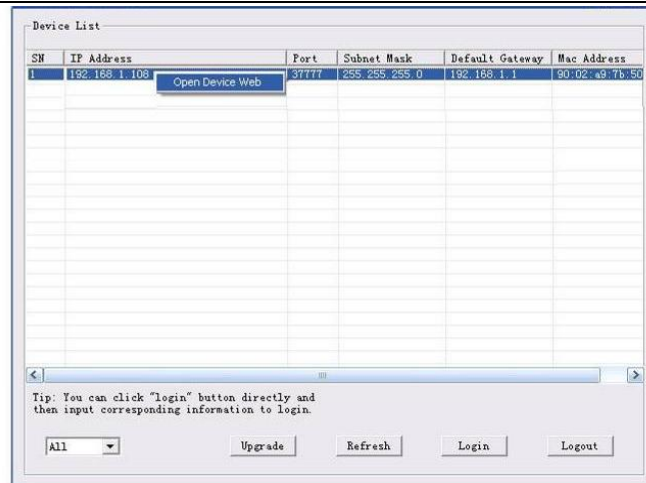 Device List
SN IP Address Port Subnet Mask Default Gateway Mac Address
1 192.168.1.108 37777 255.255.255.0 192.168.1.1 90:02:a9:7b:50
Open Device Web
Tip: You can click "login" button directly and
then input corresponding information to login.
All Upgrade Refresh Login Logout